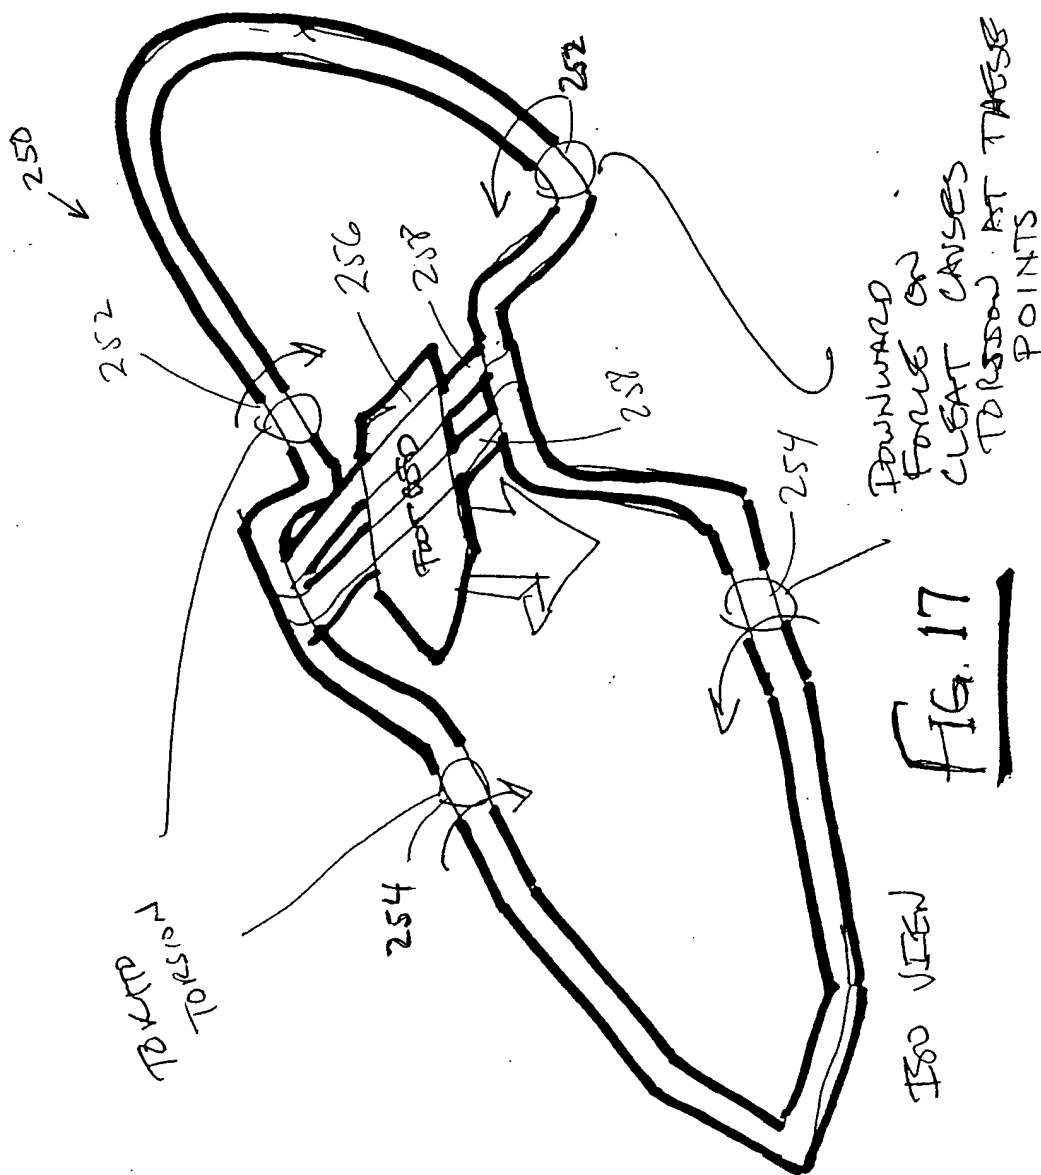 250
252
252
256
258
258
FOOTBED
254
254
TORSION
DOWNWARD
FORCE ON
CLEAT CAUSES
TORSION AT THESE
POINTS
ISO VIEW
FIG. 17